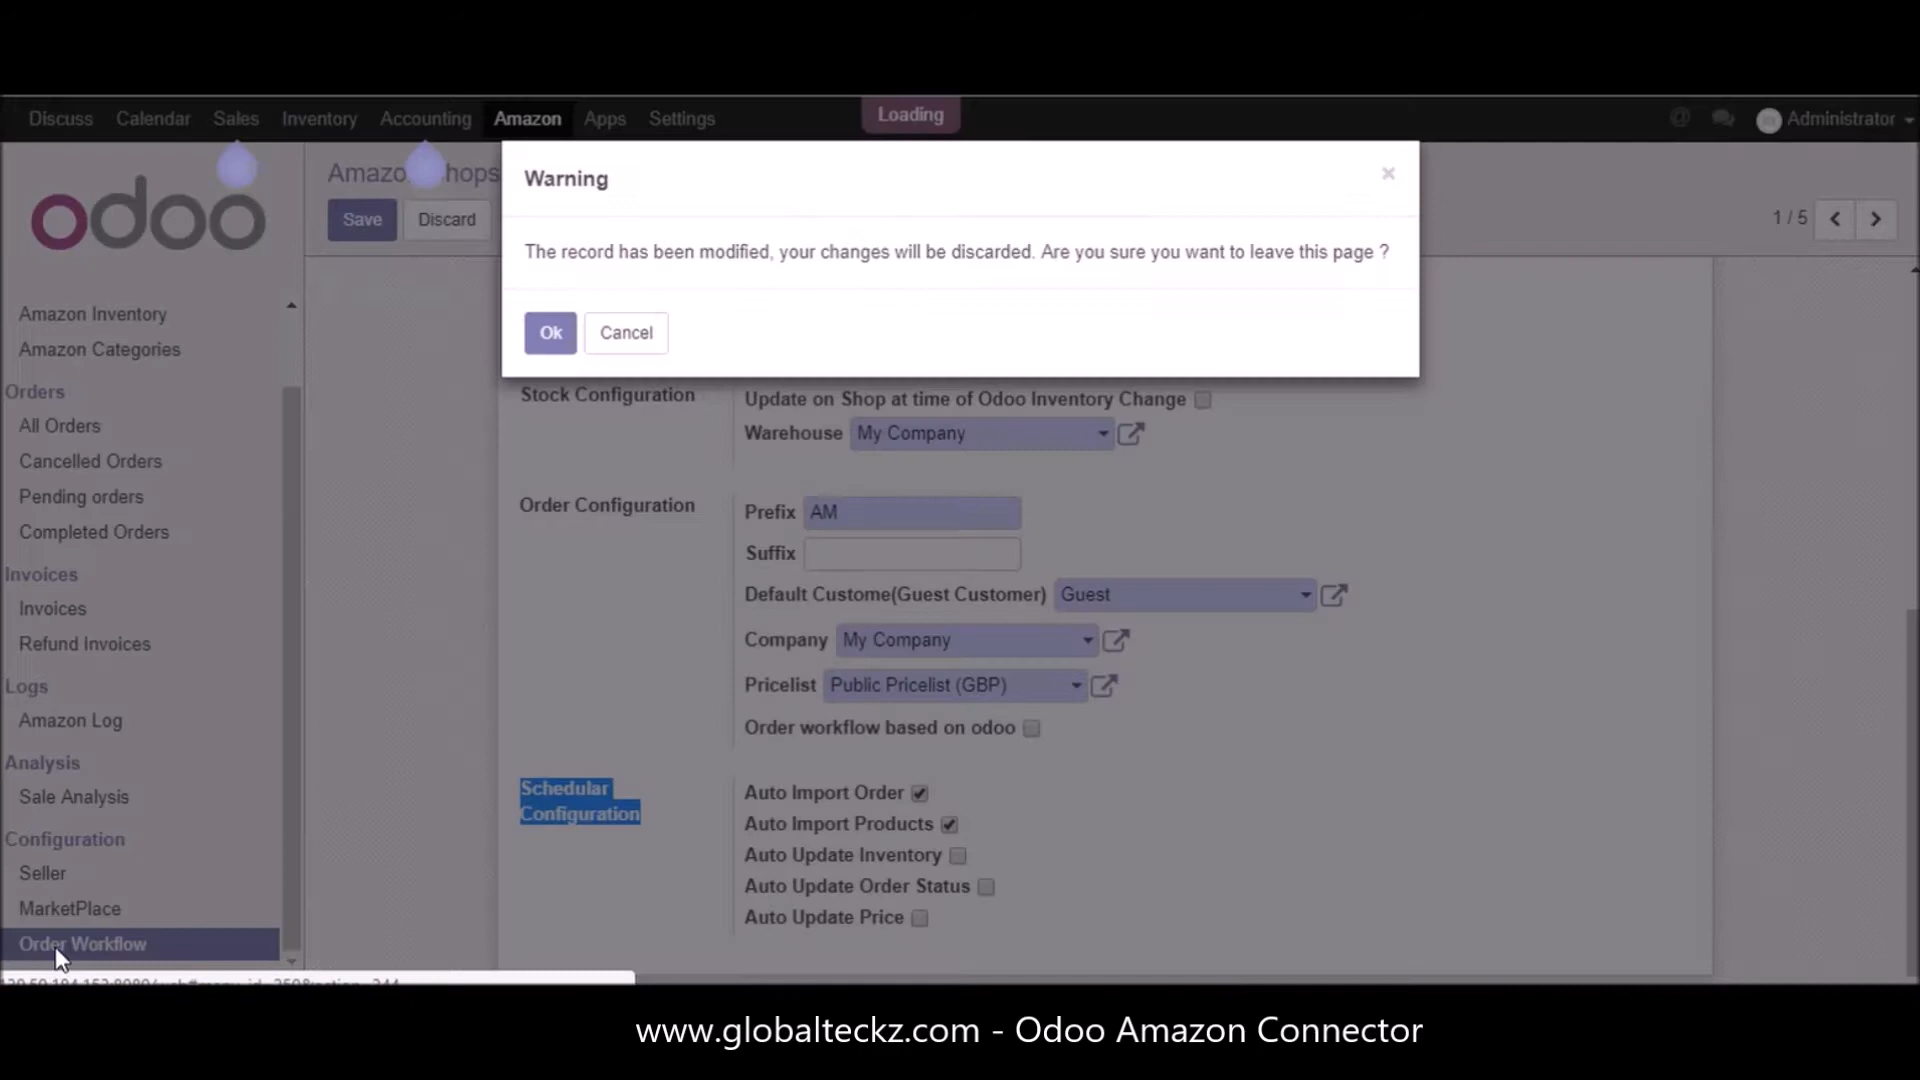 Discuss Calendar Sales Inventory Accounting Amazon Apps Settings Loading Administrator
odoo
Amazon Shops
Save Discard
1 / 5
Warning
×
The record has been modified, your changes will be discarded. Are you sure you want to leave this page ?
Ok Cancel
Amazon Inventory
Amazon Categories
Orders
All Orders
Cancelled Orders
Pending orders
Completed Orders
Invoices
Invoices
Refund Invoices
Logs
Amazon Log
Analysis
Sale Analysis
Configuration
Seller
MarketPlace
Order Workflow
Stock Configuration
Update on Shop at time of Odoo Inventory Change
Warehouse My Company
Order Configuration
Prefix AM
Suffix
Default Custome(Guest Customer) Guest
Company My Company
Pricelist Public Pricelist (GBP)
Order workflow based on odoo
Schedular
Configuration
Auto Import Order
Auto Import Products
Auto Update Inventory
Auto Update Order Status
Auto Update Price
www.globalteckz.com - Odoo Amazon Connector